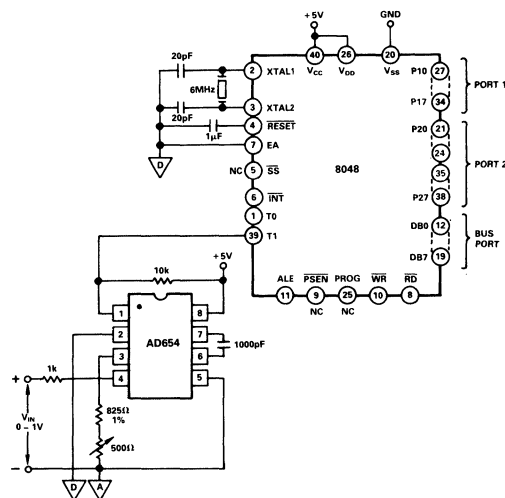 +5V
GND
20pF
40
26
20
2
XTAL1
VCC
VDD
VSS
P10
27
6MHz
P17
34
PORT 1
3
XTAL2
20pF
4
RESET
P20
21
1μF
7
EA
24
PORT 2
D
NC
5
SS
8048
35
6
INT
P27
38
1
T0
DB0
12
39
T1
BUS
PORT
DB7
19
+5V
10k
ALE
PSEN
PROG
WR
RD
11
9
25
10
8
NC
NC
1
8
2
7
AD654
1000pF
3
6
+
1k
4
5
VIN
0 – 1V
825Ω
1%
500Ω
–
D
A